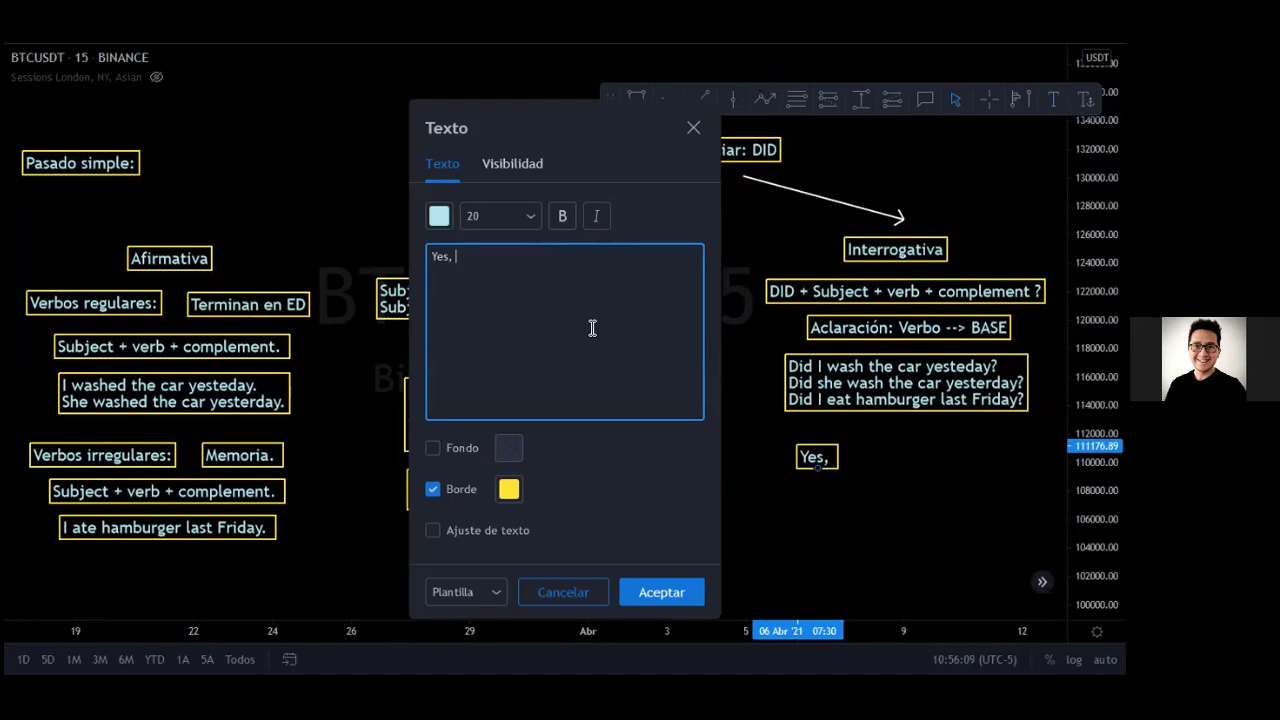 BTCUSDT · 15 · BINANCE
Sessions London, NY, Asian
USDT
134000.00
132000.00
130000.00
128000.00
126000.00
124000.00
122000.00
120000.00
118000.00
116000.00
114000.00
112000.00
111176.89
110000.00
108000.00
106000.00
104000.00
102000.00
100000.00
Pasado simple:
Afirmativa
Verbos regulares:
Terminan en ED
Subject + verb + complement.
I washed the car yesteday.
She washed the car yesterday.
Verbos irregulares:
Memoria.
Subject + verb + complement.
I ate hamburger last Friday.
Texto
Texto
Visibilidad
20
B
I
Yes,
Fondo
Borde
Ajuste de texto
Plantilla
Cancelar
Aceptar
iar: DID
Interrogativa
DID + Subject + verb + complement ?
Aclaración: Verbo --> BASE
Did I wash the car yesteday?
Did she wash the car yesterday?
Did I eat hamburger last Friday?
Yes,
19
22
24
26
29
Abr
3
5
06 Abr '21 07:30
9
12
1D 5D 1M 3M 6M YTD 1A 5A Todos
10:56:09 (UTC-5)
% log auto